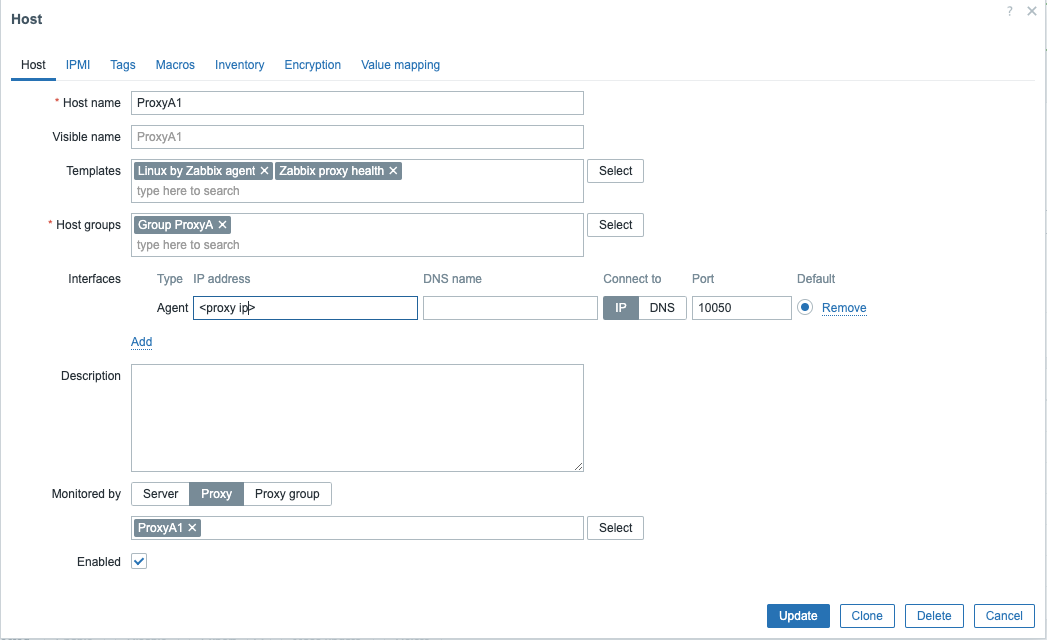 Host
? ×
Host IPMI Tags Macros Inventory Encryption Value mapping
* Host name ProxyA1
Visible name ProxyA1
Templates Linux by Zabbix agent × Zabbix proxy health × Select
type here to search
* Host groups Group ProxyA × Select
type here to search
Interfaces Type IP address DNS name Connect to Port Default
Agent <proxy ip> IP DNS 10050 Remove
Add
Description
Monitored by Server Proxy Proxy group
ProxyA1 × Select
Enabled
Update Clone Delete Cancel